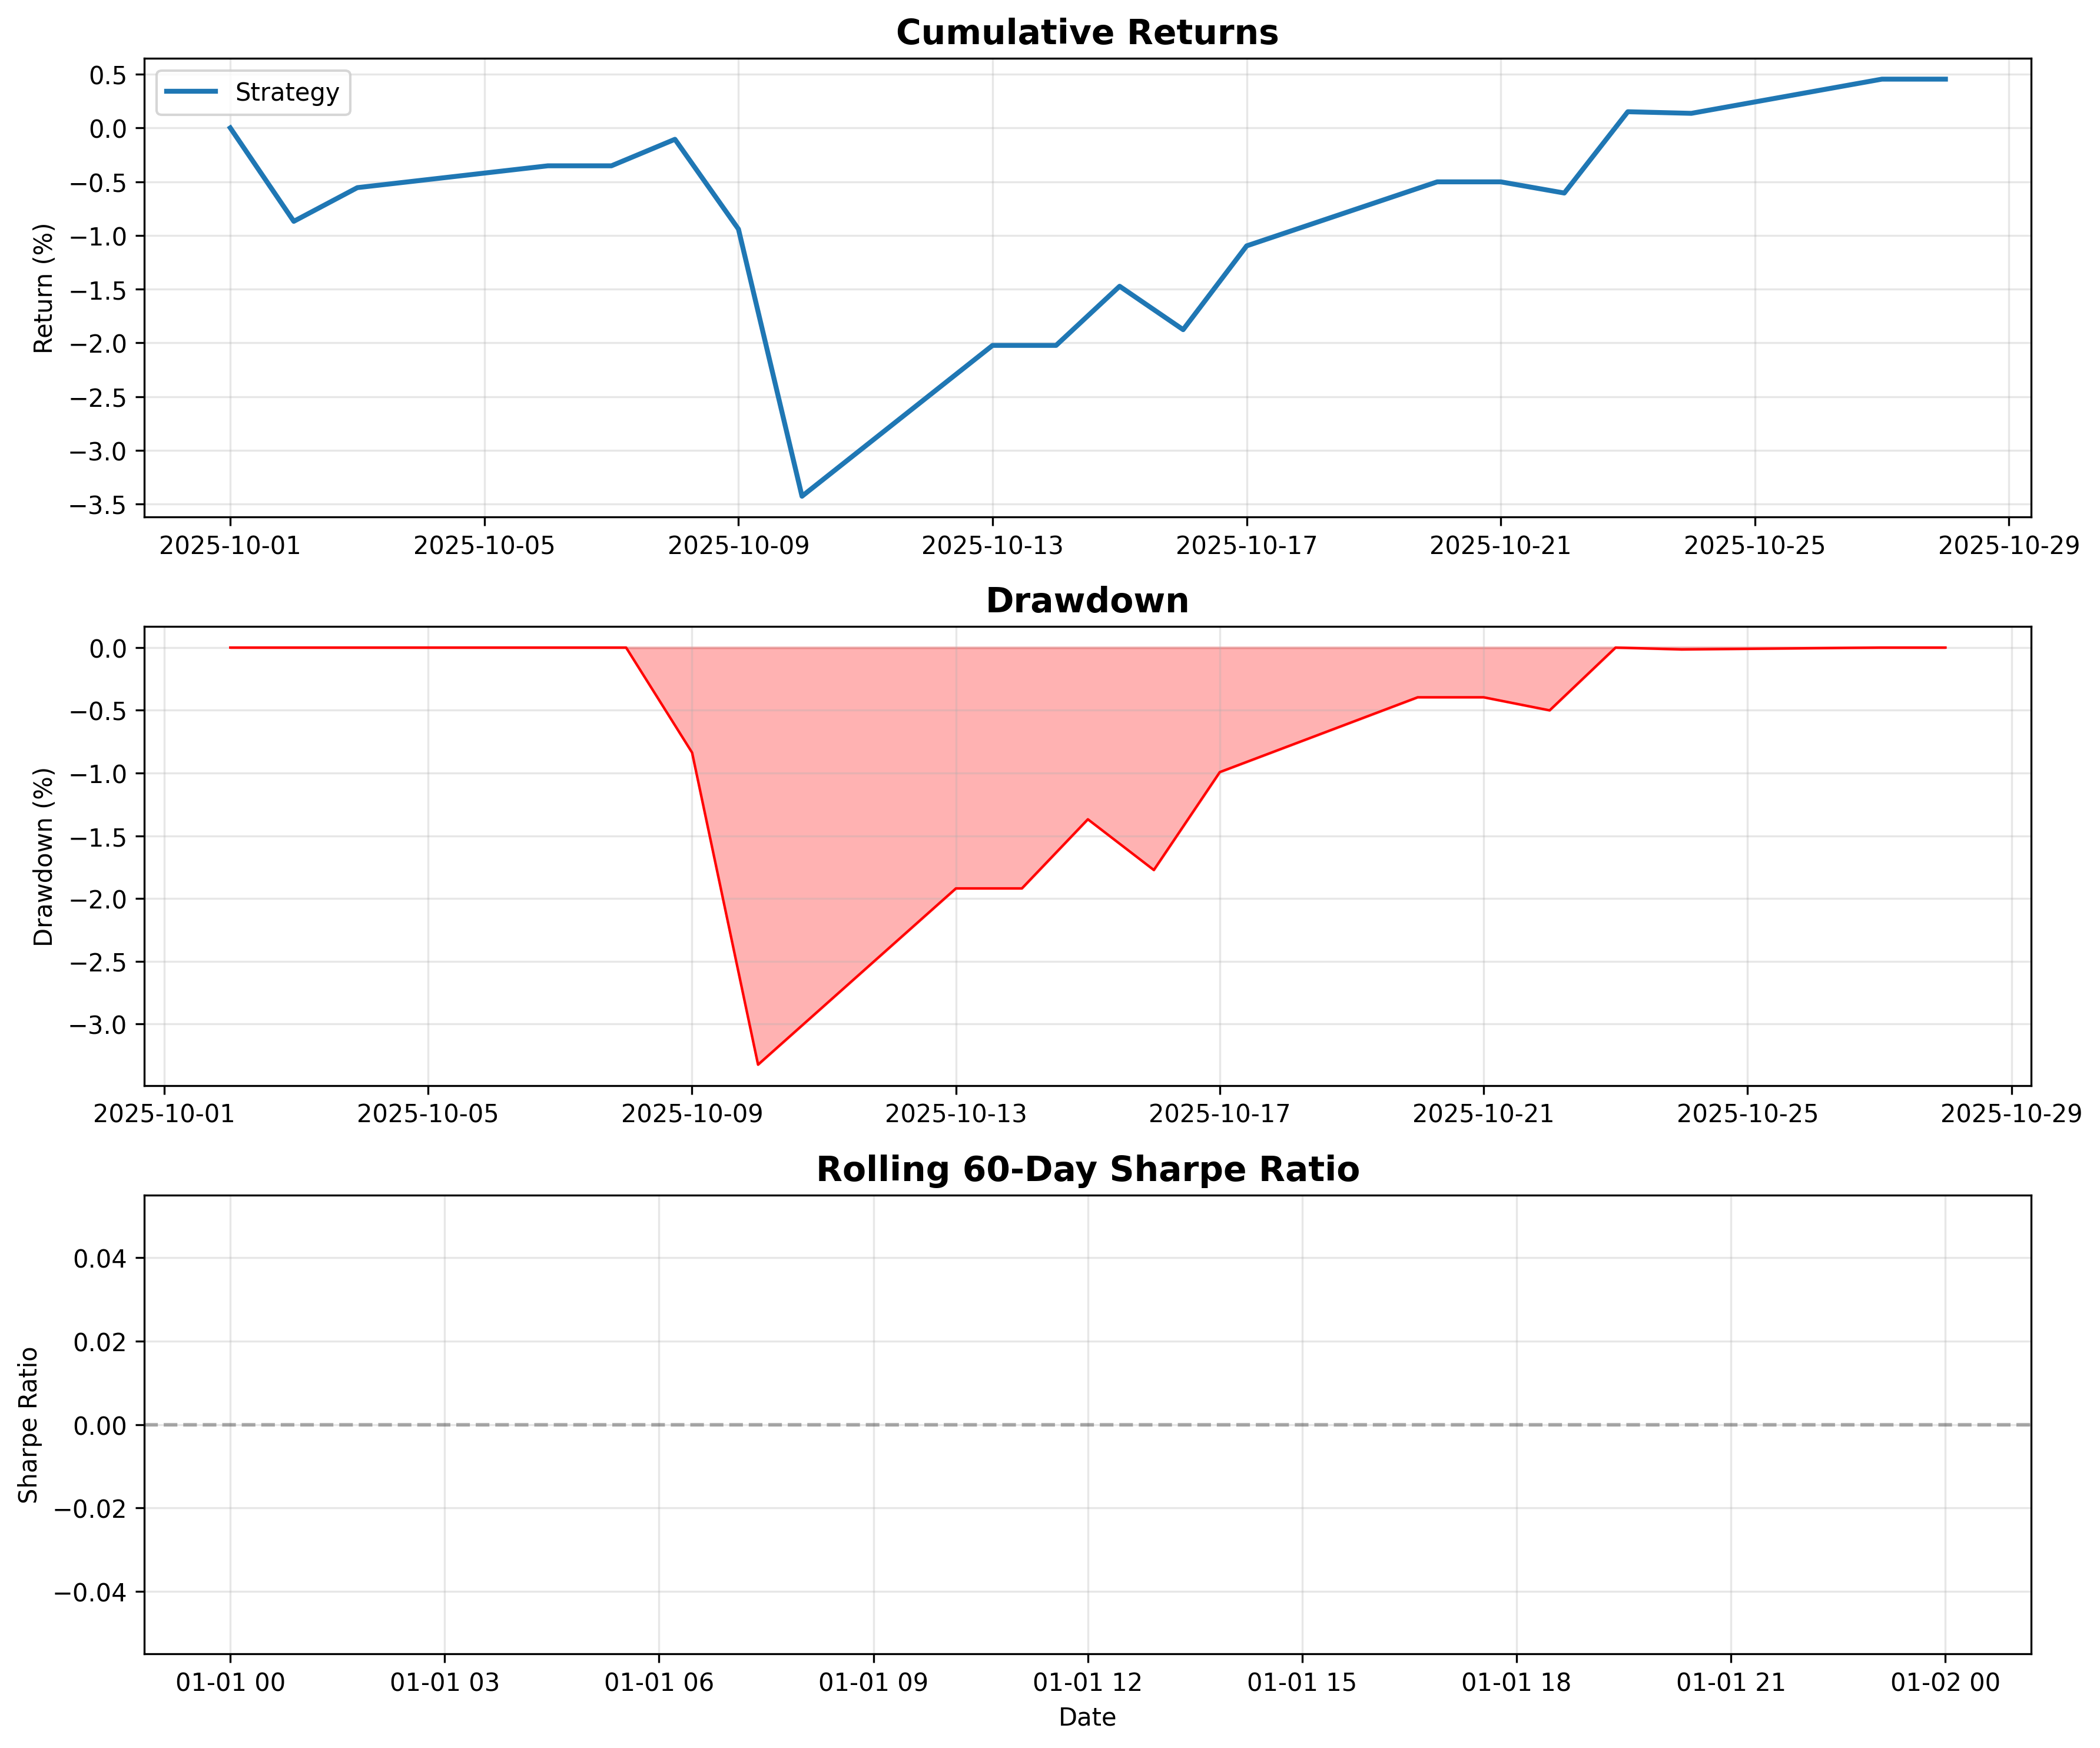 Cumulative Returns
Strategy
Return (%)
0.5
0.0
−0.5
−1.0
−1.5
−2.0
−2.5
−3.0
−3.5
2025-10-01 2025-10-05 2025-10-09 2025-10-13 2025-10-17 2025-10-21 2025-10-25 2025-10-29
Drawdown
Drawdown (%)
0.0
−0.5
−1.0
−1.5
−2.0
−2.5
−3.0
2025-10-01 2025-10-05 2025-10-09 2025-10-13 2025-10-17 2025-10-21 2025-10-25 2025-10-29
Rolling 60-Day Sharpe Ratio
Sharpe Ratio
0.04
0.02
0.00
−0.02
−0.04
01-01 00 01-01 03 01-01 06 01-01 09 01-01 12 01-01 15 01-01 18 01-01 21 01-02 00
Date